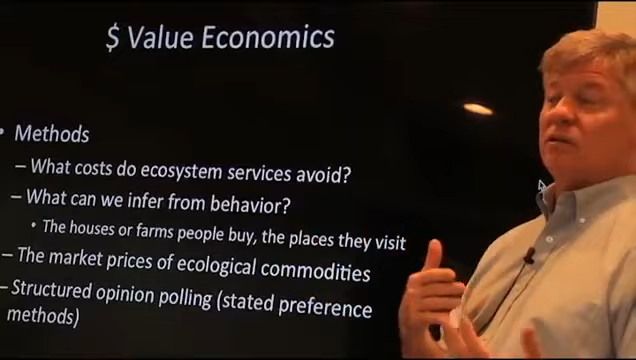 $ Value Economics
• Methods
– What costs do ecosystem services avoid?
– What can we infer from behavior?
• The houses or farms people buy, the places they visit
– The market prices of ecological commodities
– Structured opinion polling (stated preference
methods)